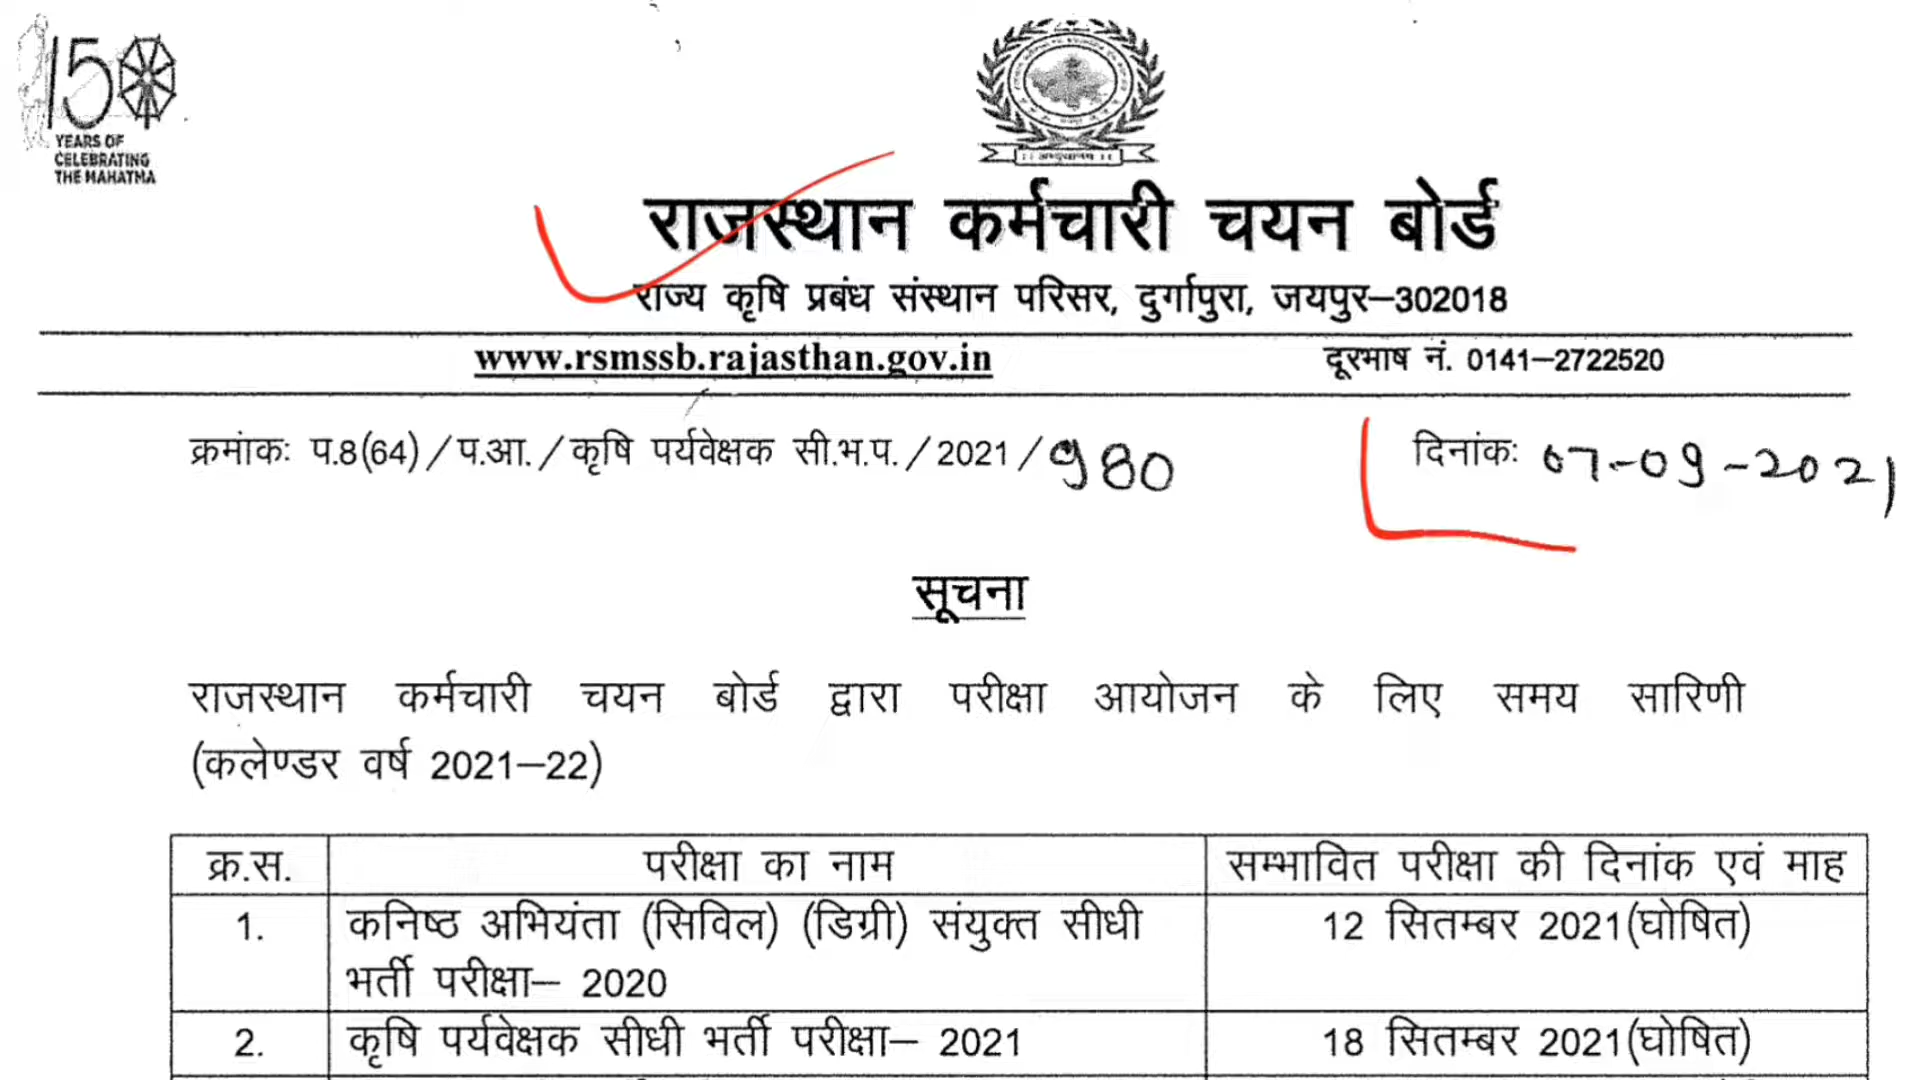 150
YEARS OF
CELEBRATING
THE MAHATMA
राजस्थान कर्मचारी चयन बोर्ड
राज्य कृषि प्रबंध संस्थान परिसर, दुर्गापुरा, जयपुर–302018
www.rsmssb.rajasthan.gov.in दूरभाष नं. 0141–2722520
क्रमांकः प.8(64)/प.आ./कृषि पर्यवेक्षक सी.भ.प./2021/980 दिनांकः 07-09-2021
सूचना
राजस्थान कर्मचारी चयन बोर्ड द्वारा परीक्षा आयोजन के लिए समय सारिणी
(कलेण्डर वर्ष 2021–22)
क्र.स. परीक्षा का नाम सम्भावित परीक्षा की दिनांक एवं माह
1. कनिष्ठ अभियंता (सिविल) (डिग्री) संयुक्त सीधी 12 सितम्बर 2021(घोषित)
भर्ती परीक्षा– 2020
2. कृषि पर्यवेक्षक सीधी भर्ती परीक्षा– 2021 18 सितम्बर 2021(घोषित)